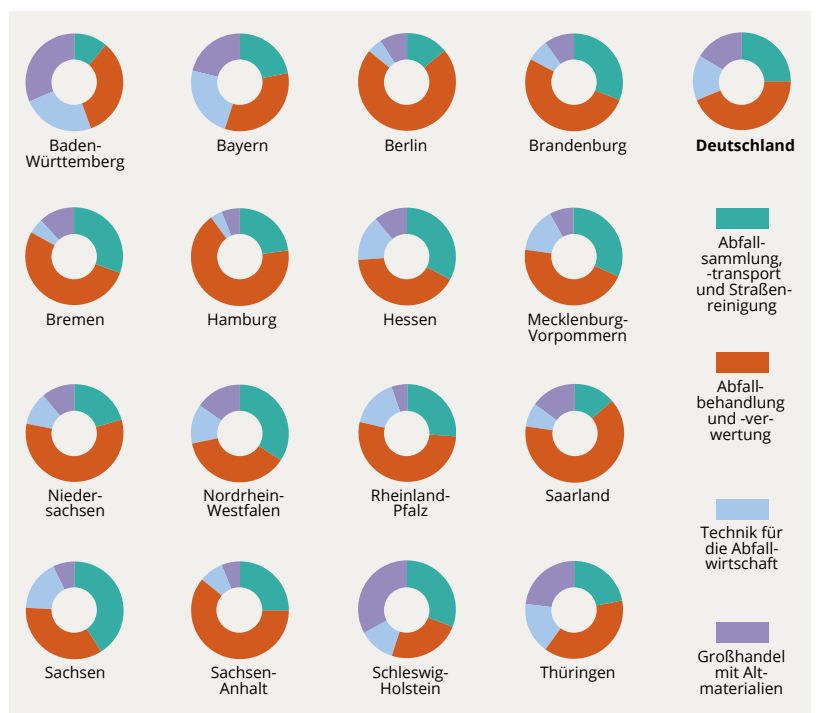 Baden-
Württemberg
Bayern
Berlin
Brandenburg
Deutschland
Bremen
Hamburg
Hessen
Mecklenburg-
Vorpommern
Abfall-
sammlung,
-transport
und Straßen-
reinigung
Abfall-
behandlung
und -ver-
wertung
Nieder-
sachsen
Nordrhein-
Westfalen
Rheinland-
Pfalz
Saarland
Technik für
die Abfall-
wirtschaft
Sachsen
Sachsen-
Anhalt
Schleswig-
Holstein
Thüringen
Großhandel
mit Alt-
materialien